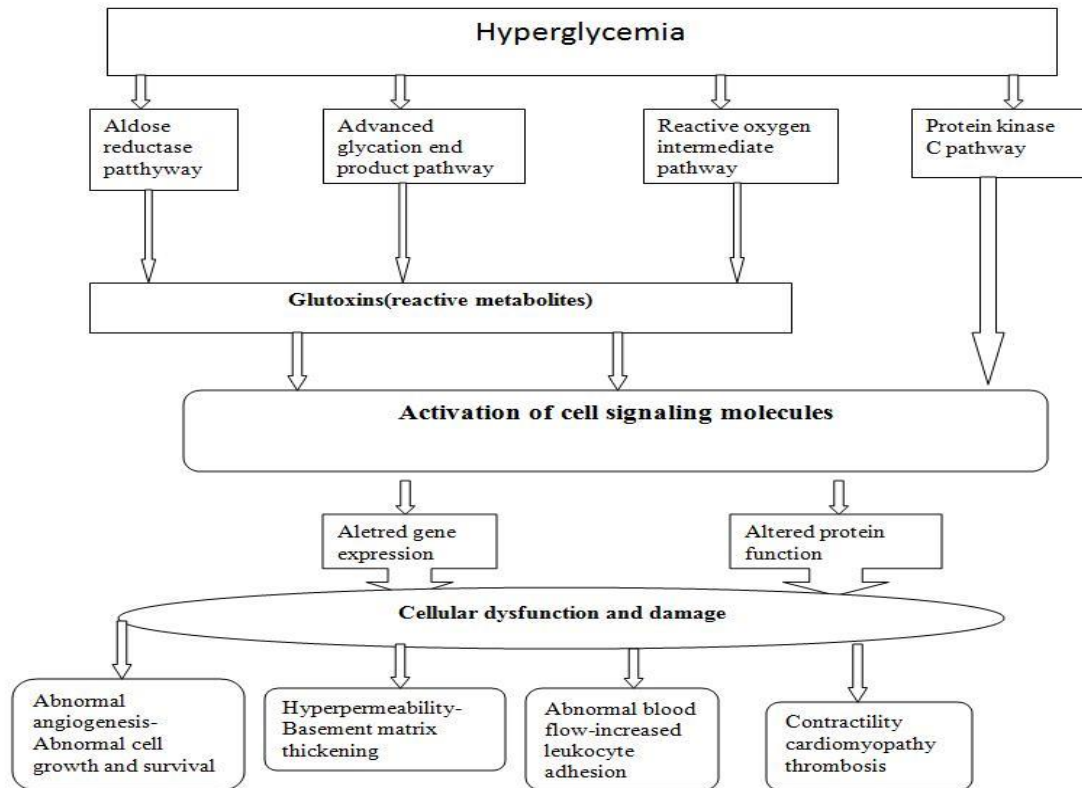 Hyperglycemia
Aldose
reductase
patthyway
Advanced
glycation end
product pathway
Reactive oxygen
intermediate
pathway
Protein kinase
C pathway
Glutoxins(reactive metabolites)
Activation of cell signaling molecules
Aletred gene
expression
Altered protein
function
Cellular dysfunction and damage
Abnormal
angiogenesis-
Abnormal cell
growth and survival
Hyperpermeability-
Basement matrix
thickening
Abnormal blood
flow-increased
leukocyte
adhesion
Contractility
cardiomyopathy
thrombosis